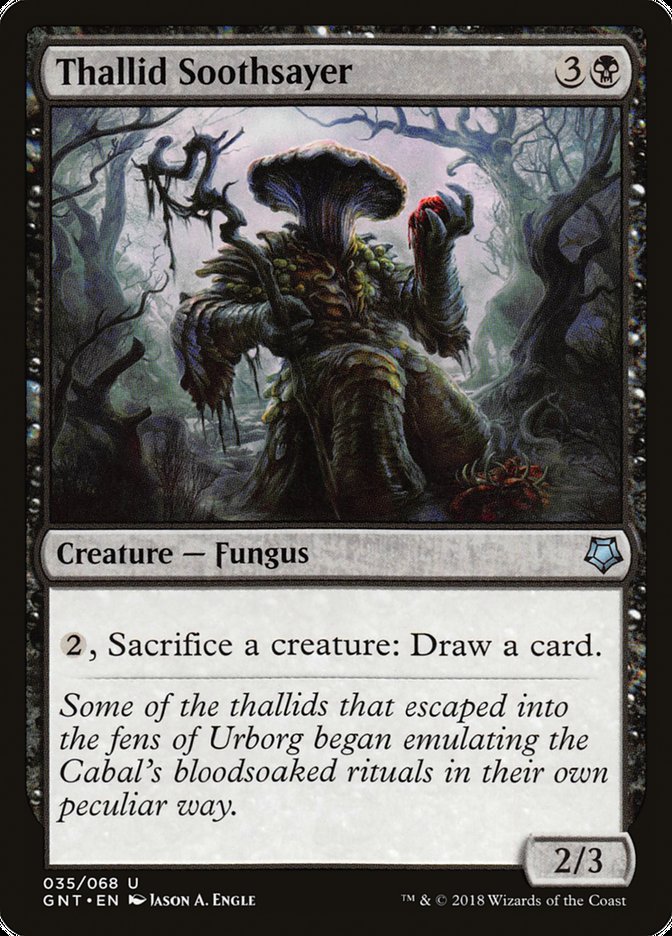 Thallid Soothsayer 3
Creature — Fungus
2, Sacrifice a creature: Draw a card.
Some of the thallids that escaped into
the fens of Urborg began emulating the
Cabal's bloodsoaked rituals in their own
peculiar way.
2/3
035/068 U
GNT • EN Jason A. Engle
™ & © 2018 Wizards of the Coast